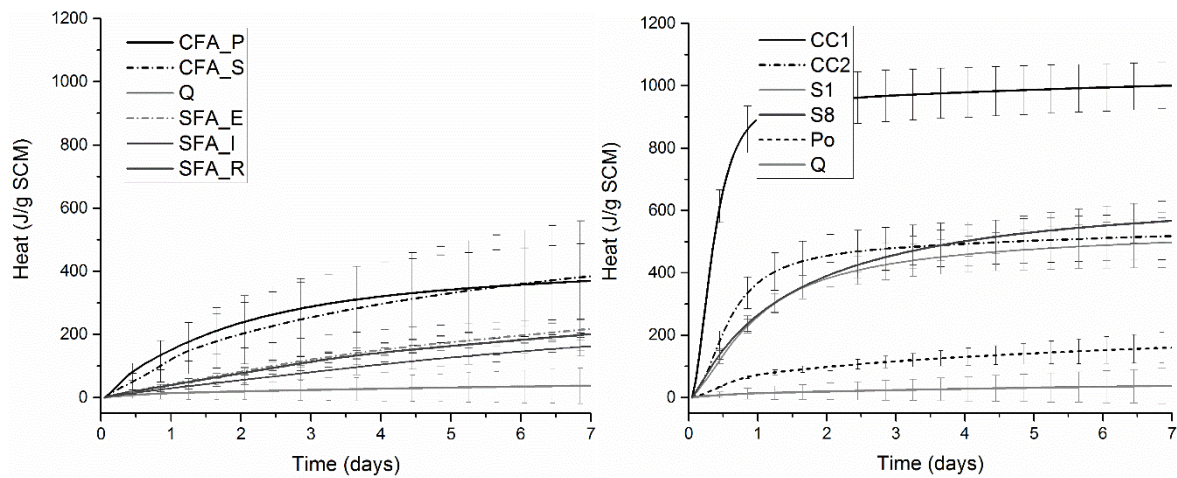 1200
1000
800
600
400
200
0
Heat (J/g SCM)
CFA_P
CFA_S
Q
SFA_E
SFA_I
SFA_R
0 1 2 3 4 5 6 7
Time (days)
1200
1000
800
600
400
200
0
Heat (J/g SCM)
CC1
CC2
S1
S8
Po
Q
0 1 2 3 4 5 6 7
Time (days)